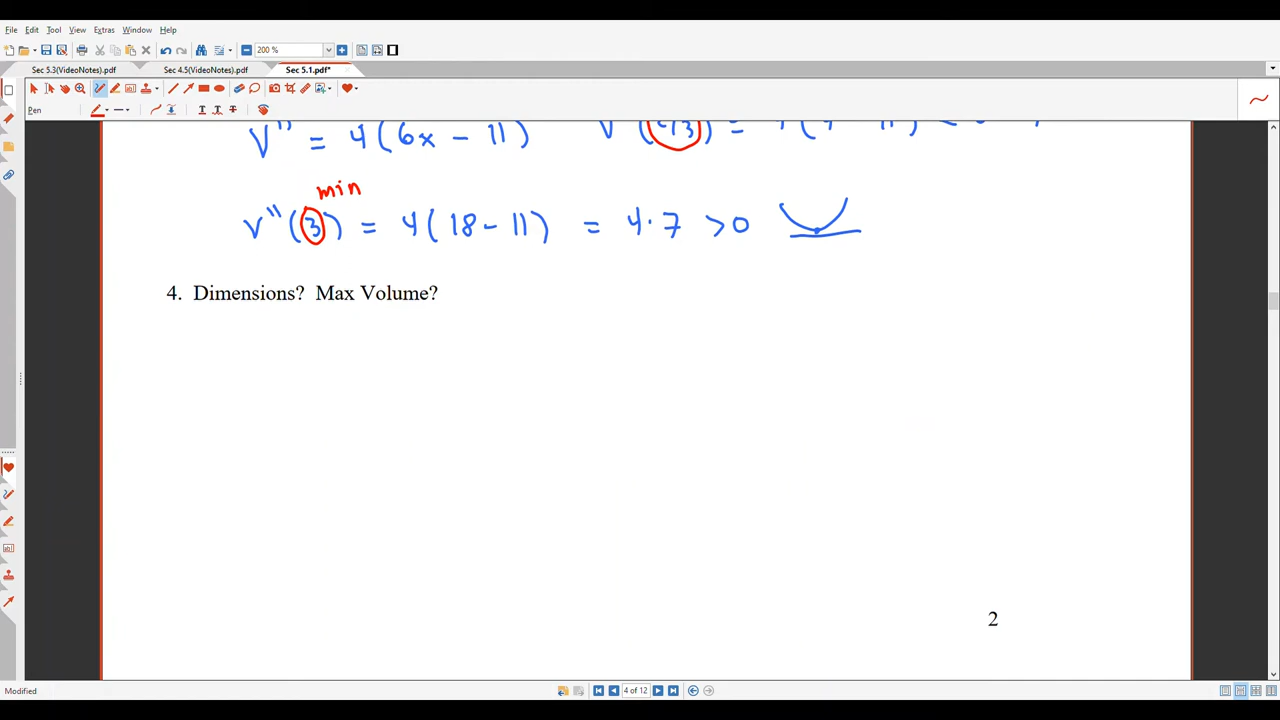 File Edit Tool View Extras Window Help
200 %
Sec 5.3(VideoNotes).pdf Sec 4.5(VideoNotes).pdf Sec 5.1.pdf*
Pen
V'' = 4(6x - 11)
min
V''(3) = 4(18 - 11) = 4·7 >0
4. Dimensions? Max Volume?
2
Modified 4 of 12